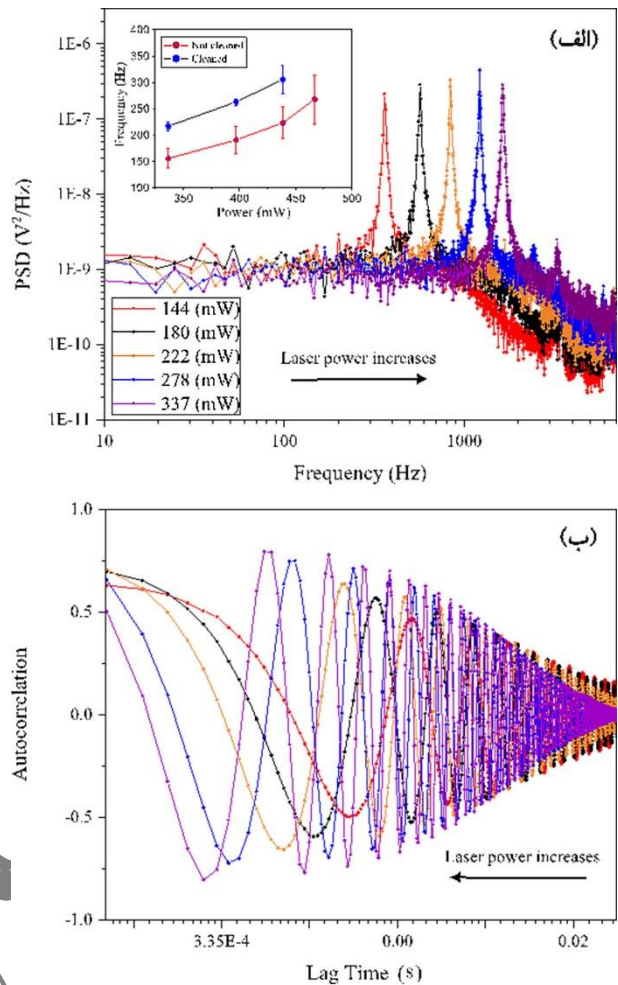 (الف)
1E-6
1E-7
1E-8
1E-9
1E-10
1E-11
PSD (V²/Hz)
10
100
1000
Frequency (Hz)
400
350
300
250
200
150
100
Frequency (Hz)
350
400
450
500
Power (mW)
Not cleaned
Cleaned
144 (mW)
180 (mW)
222 (mW)
278 (mW)
337 (mW)
Laser power increases
(ب)
1.0
0.5
0.0
-0.5
-1.0
Autocorrelation
Laser power increases
3.35E-4
0.00
0.02
Lag Time (s)